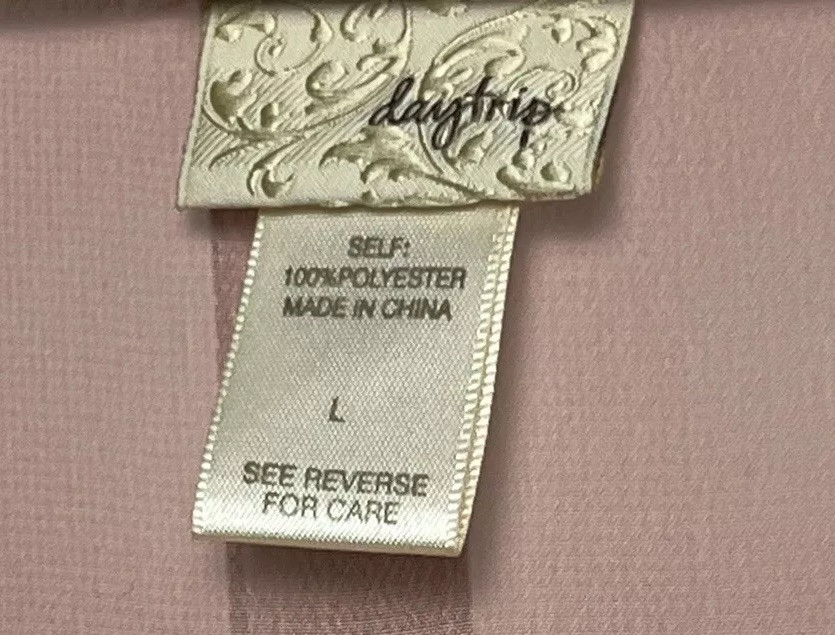 daytrip
SELF:
100%POLYESTER
MADE IN CHINA
L
SEE REVERSE
FOR CARE